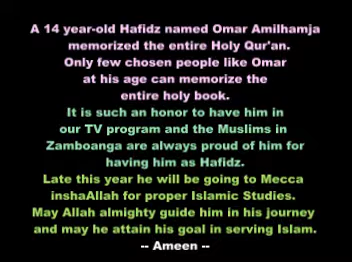 A 14 year-old Hafidz named Omar Amilhamja
memorized the entire Holy Qur'an.
Only few chosen people like Omar
at his age can memorize the
entire holy book.
It is such an honor to have him in
our TV program and the Muslims in
Zamboanga are always proud of him for
having him as Hafidz.
Late this year he will be going to Mecca
inshaAllah for proper Islamic Studies.
May Allah almighty guide him in his journey
and may he attain his goal in serving Islam.
-- Ameen --